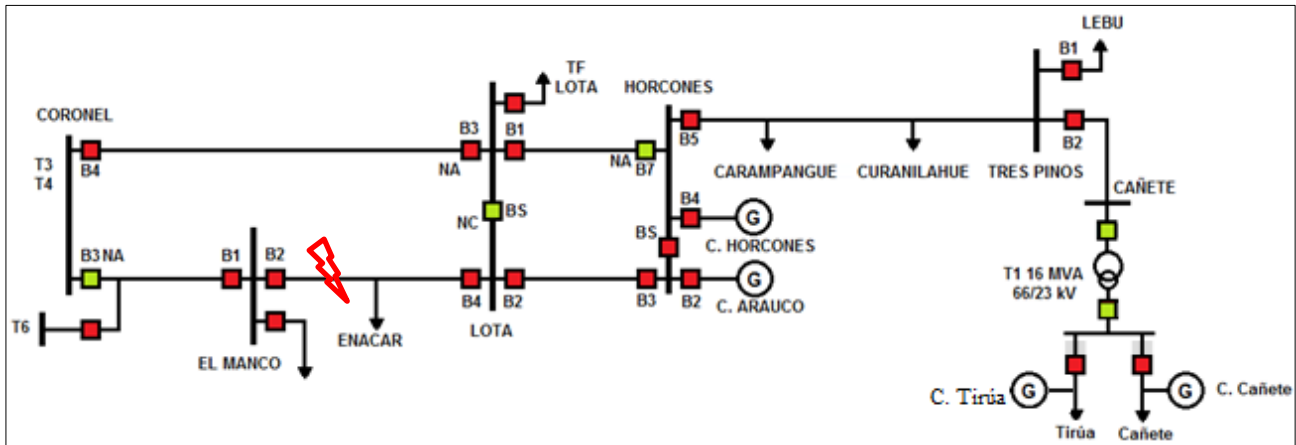 LEBU
B1
TF
LOTA
HORCONES
CORONEL
B3
B1
B5
B2
T3
T4
B4
NA
NA
B7
CARAMPANGUE
CURANILAHUE
TRES PINOS
CAÑETE
B4
G
NC
BS
BS
C. HORCONES
B3 NA
B1
B2
T1 16 MVA
66/23 kV
G
B4
B2
B3
B2
C. ARAUCO
T6
ENACAR
LOTA
EL MANCO
C. Tirúa
G
G
C. Cañete
Tirúa
Cañete